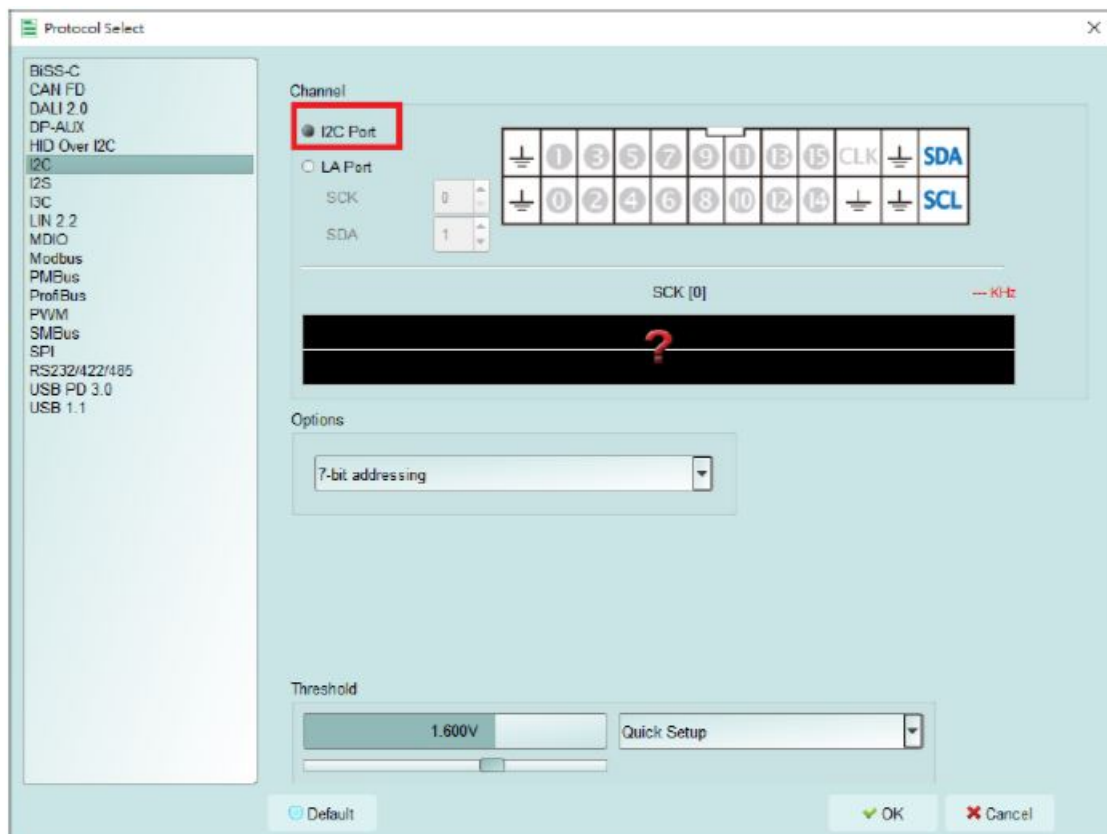 Protocol Select
BiSS-C
CAN FD
DALI 2.0
DP-AUX
HID Over I2C
I2C
I2S
I3C
LIN 2.2
MDIO
Modbus
PMBus
ProfiBus
PWM
SMBus
SPI
RS232/422/485
USB PD 3.0
USB 1.1
Channel
I2C Port
LA Port
SCK 0
SDA 1
1 3 5 7 9 11 13 15 CLK SDA
0 2 4 6 8 10 12 14 SCL
SCK [0] --- KHz
?
Options
7-bit addressing
Threshold
1.600V Quick Setup
Default OK Cancel